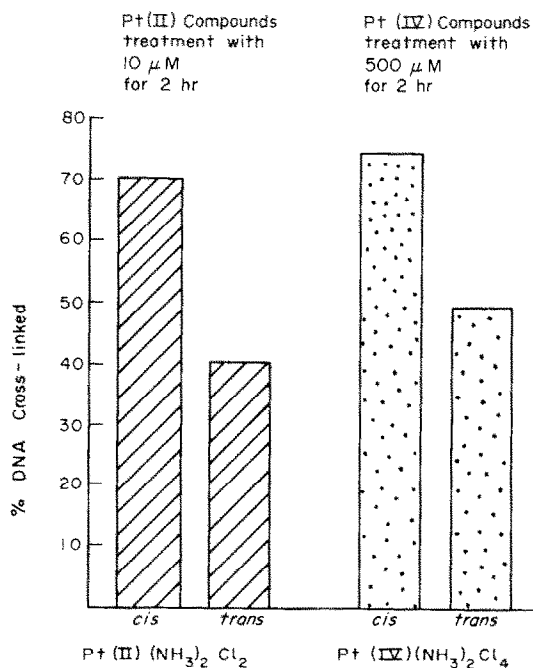 Pt (II) Compounds
treatment with
10 μM
for 2 hr
Pt (IV) Compounds
treatment with
500 μM
for 2 hr
80
70
60
50
40
30
20
10
% DNA Cross-linked
cis
trans
cis
trans
Pt (II) (NH₃)₂ Cl₂
Pt (IV)(NH₃)₂ Cl₄